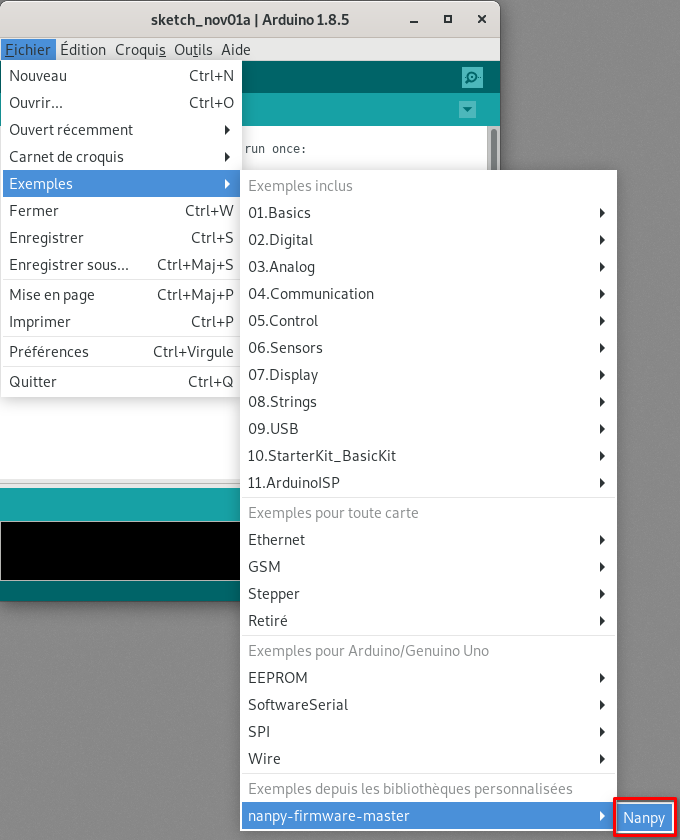 sketch_nov01a | Arduino 1.8.5
Fichier Édition Croquis Outils Aide
Nouveau Ctrl+N
Ouvrir... Ctrl+O
Ouvert récemment
Carnet de croquis
Exemples
Fermer Ctrl+W
Enregistrer Ctrl+S
Enregistrer sous... Ctrl+Maj+S
Mise en page Ctrl+Maj+P
Imprimer Ctrl+P
Préférences Ctrl+Virgule
Quitter Ctrl+Q
run once:
Exemples inclus
01.Basics
02.Digital
03.Analog
04.Communication
05.Control
06.Sensors
07.Display
08.Strings
09.USB
10.StarterKit_BasicKit
11.ArduinoISP
Exemples pour toute carte
Ethernet
GSM
Stepper
Retiré
Exemples pour Arduino/Genuino Uno
EEPROM
SoftwareSerial
SPI
Wire
Exemples depuis les bibliothèques personnalisées
nanpy-firmware-master
Nanpy